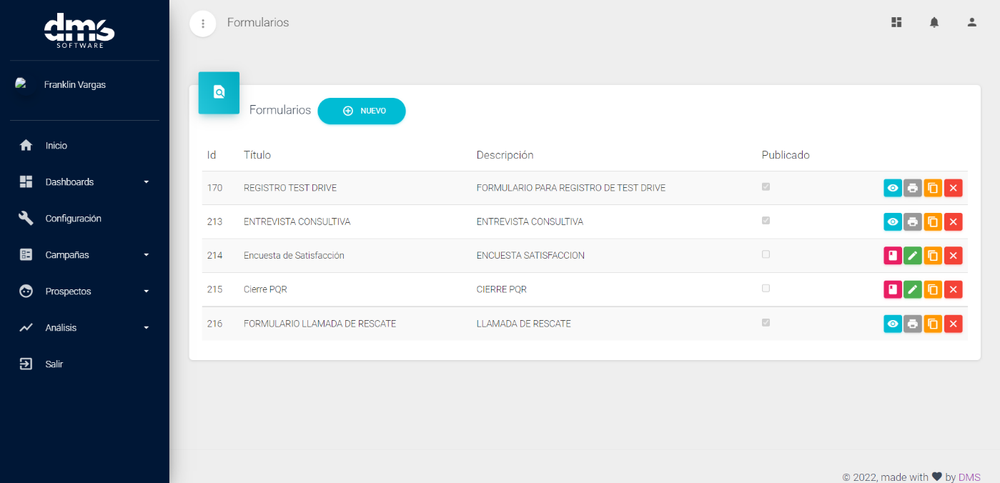 dms
SOFTWARE
Franklin Vargas
Inicio
Dashboards
Configuración
Campañas
Prospectos
Análisis
Salir
Formularios
Formularios
NUEVO
Id Título Descripción Publicado
170 REGISTRO TEST DRIVE FORMULARIO PARA REGISTRO DE TEST DRIVE
213 ENTREVISTA CONSULTIVA ENTREVISTA CONSULTIVA
214 Encuesta de Satisfacción ENCUESTA SATISFACCION
215 Cierre PQR CIERRE PQR
216 FORMULARIO LLAMADA DE RESCATE LLAMADA DE RESCATE
© 2022, made with ♥ by DMS